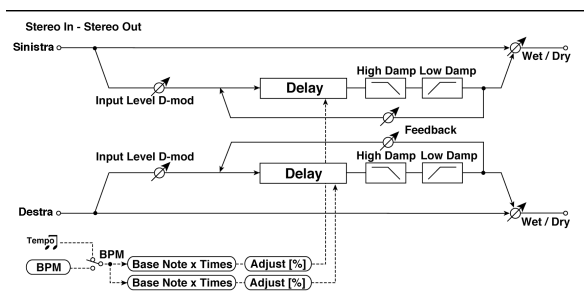 Stereo In - Stereo Out
Sinistra
Wet / Dry
High Damp Low Damp
Input Level D-mod
Delay
Feedback
Input Level D-mod
High Damp Low Damp
Delay
Destra
Wet / Dry
Tempo
BPM
BPM
Base Note x Times
Adjust [%]
Base Note x Times
Adjust [%]